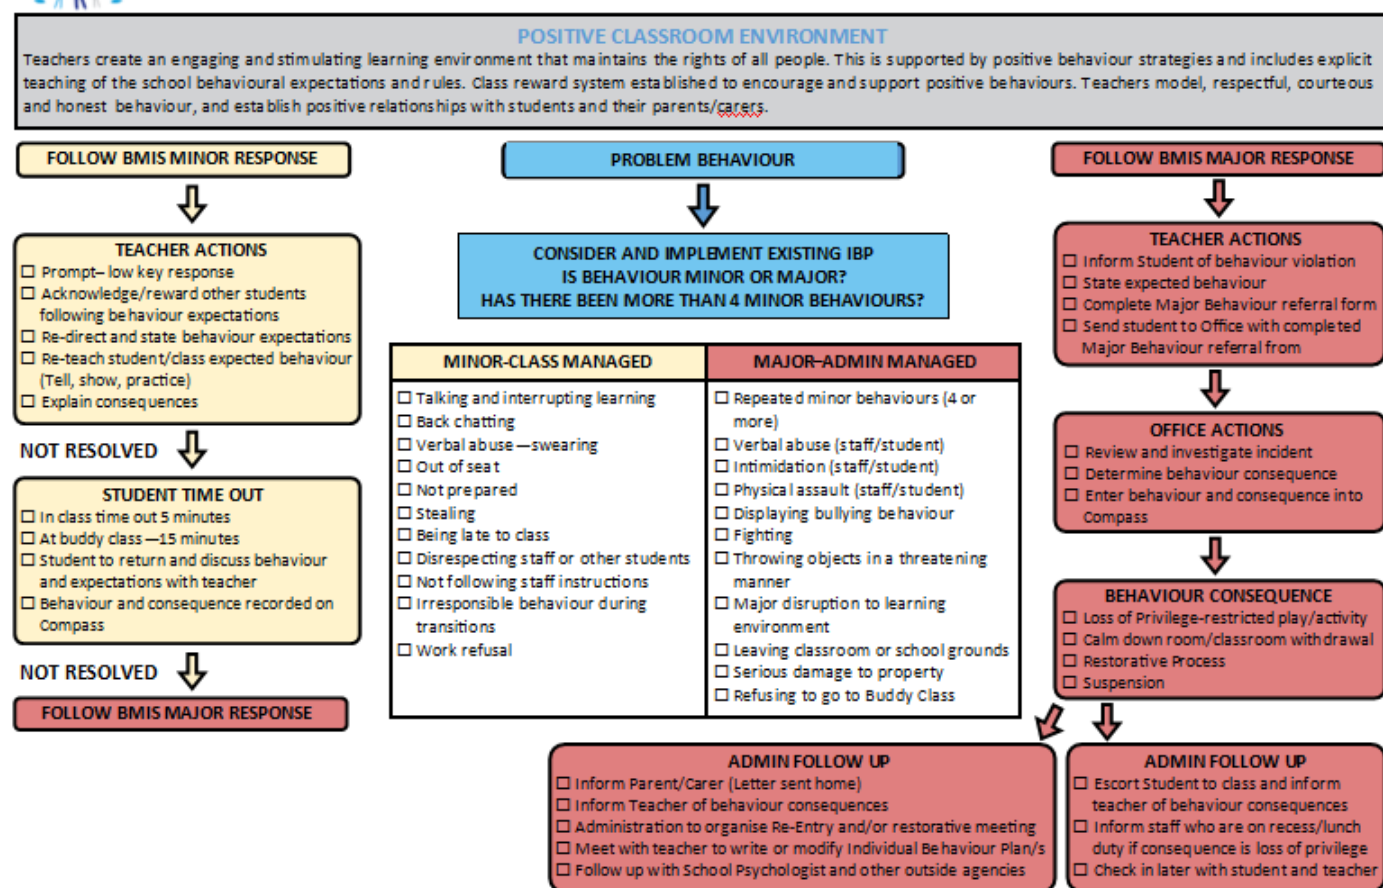 POSITIVE CLASSROOM ENVIRONMENT
Teachers create an engaging and stimulating learning environment that maintains the rights of all people. This is supported by positive behaviour strategies and includes explicit
teaching of the school behavioural expectations and rules. Class reward system established to encourage and support positive behaviours. Teachers model, respectful, courteous
and honest behaviour, and establish positive relationships with students and their parents/carers.
FOLLOW BMIS MINOR RESPONSE
TEACHER ACTIONS
☐ Prompt– low key response
☐ Acknowledge/reward other students
following behaviour expectations
☐ Re-direct and state behaviour expectations
☐ Re-teach student/class expected behaviour
(Tell, show, practice)
☐ Explain consequences
NOT RESOLVED
STUDENT TIME OUT
☐ In class time out 5 minutes
☐ At buddy class —15 minutes
☐ Student to return and discuss behaviour
and expectations with teacher
☐ Behaviour and consequence recorded on
Compass
NOT RESOLVED
FOLLOW BMIS MAJOR RESPONSE
PROBLEM BEHAVIOUR
CONSIDER AND IMPLEMENT EXISTING IBP
IS BEHAVIOUR MINOR OR MAJOR?
HAS THERE BEEN MORE THAN 4 MINOR BEHAVIOURS?
MINOR-CLASS MANAGED
☐ Talking and interrupting learning
☐ Back chatting
☐ Verbal abuse —swearing
☐ Out of seat
☐ Not prepared
☐ Stealing
☐ Being late to class
☐ Disrespecting staff or other students
☐ Not following staff instructions
☐ Irresponsible behaviour during
transitions
☐ Work refusal
MAJOR–ADMIN MANAGED
☐ Repeated minor behaviours (4 or
more)
☐ Verbal abuse (staff/student)
☐ Intimidation (staff/student)
☐ Physical assault (staff/student)
☐ Displaying bullying behaviour
☐ Fighting
☐ Throwing objects in a threatening
manner
☐ Major disruption to learning
environment
☐ Leaving classroom or school grounds
☐ Serious damage to property
☐ Refusing to go to Buddy Class
FOLLOW BMIS MAJOR RESPONSE
TEACHER ACTIONS
☐ Inform Student of behaviour violation
☐ State expected behaviour
☐ Complete Major Behaviour referral form
☐ Send student to Office with completed
Major Behaviour referral from
OFFICE ACTIONS
☐ Review and investigate incident
☐ Determine behaviour consequence
☐ Enter behaviour and consequence into
Compass
BEHAVIOUR CONSEQUENCE
☐ Loss of Privilege-restricted play/activity
☐ Calm down room/classroom withdrawal
☐ Restorative Process
☐ Suspension
ADMIN FOLLOW UP
☐ Inform Parent/Carer (Letter sent home)
☐ Inform Teacher of behaviour consequences
☐ Administration to organise Re-Entry and/or restorative meeting
☐ Meet with teacher to write or modify Individual Behaviour Plan/s
☐ Follow up with School Psychologist and other outside agencies
ADMIN FOLLOW UP
☐ Escort Student to class and inform
teacher of behaviour consequences
☐ Inform staff who are on recess/lunch
duty if consequence is loss of privilege
☐ Check in later with student and teacher